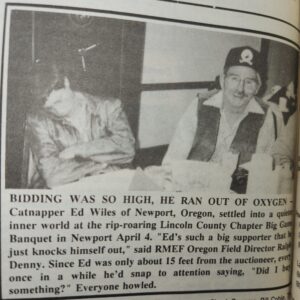 BIDDING WAS SO HIGH, HE RAN OUT OF OXYGEN –
Catnapper Ed Wiles of Newport, Oregon, settled into a quiet
inner world at the rip-roaring Lincoln County Chapter Big Game
Banquet in Newport April 4. "Ed's such a big supporter that he
just knocks himself out," said RMEF Oregon Field Director Ralph
Denny. Since Ed was only about 15 feet from the auctioneer, every
once in a while he'd snap to attention saying, "Did I buy
something?" Everyone howled.